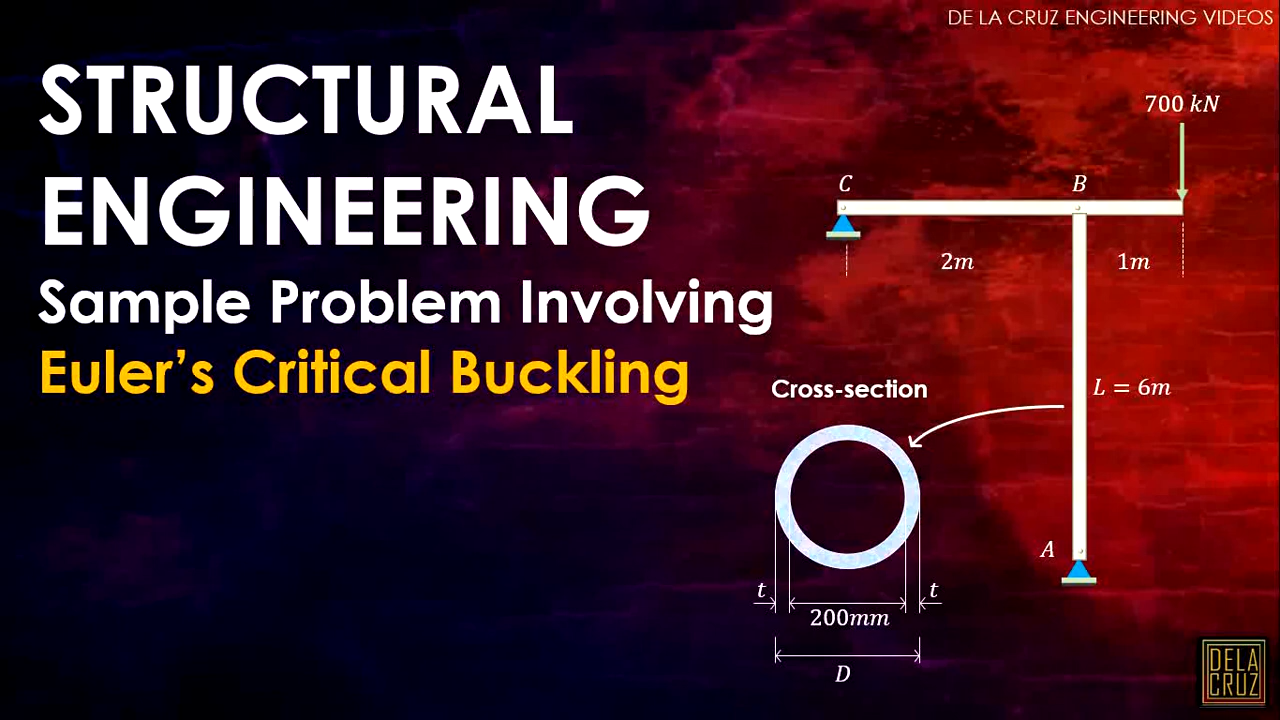 DE LA CRUZ ENGINEERING VIDEOS
STRUCTURAL
ENGINEERING
Sample Problem Involving
Euler’s Critical Buckling
700 kN
C
B
2m
1m
L = 6m
Cross-section
A
t
t
200mm
D
DELA
CRUZ